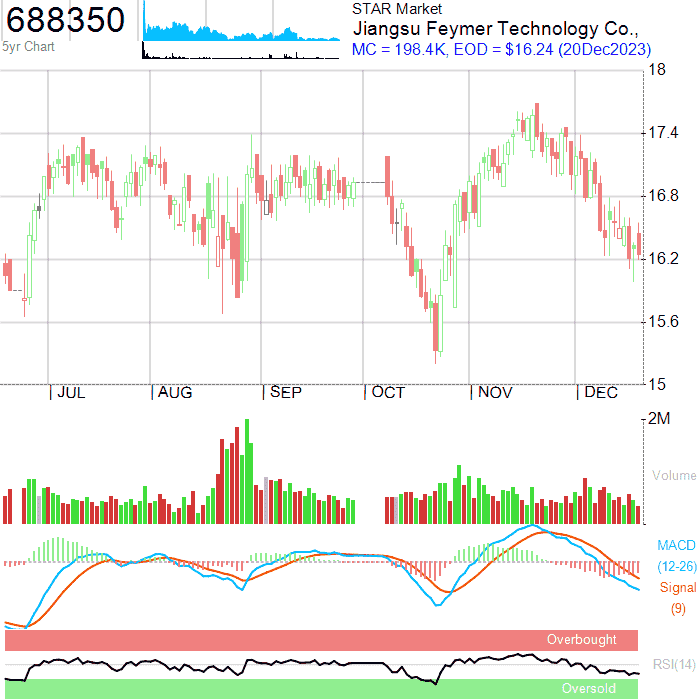 688350
5yr Chart
STAR Market
Jiangsu Feymer Technology Co.,
MC = 198.4K, EOD = $16.24 (20Dec2023)
18
17.4
16.8
16.2
15.6
15
JUL AUG SEP OCT NOV DEC
2M
Volume
MACD
(12-26)
Signal
(9)
Overbought
RSI(14)
Oversold